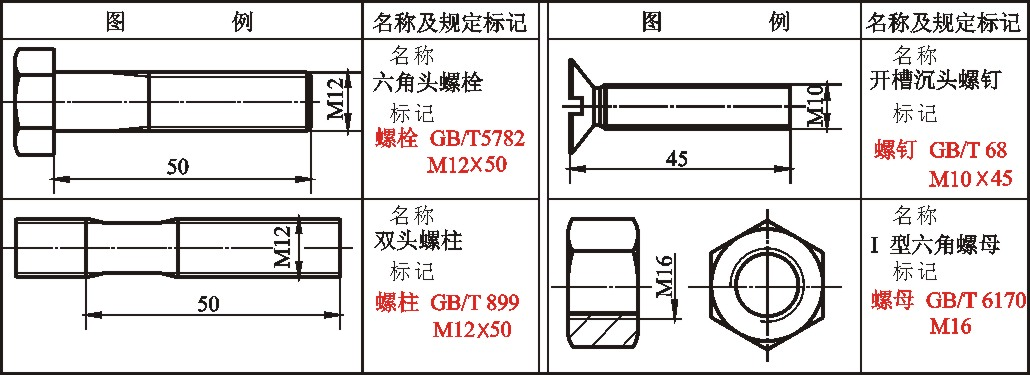 图 例 名称及规定标记 图 例 名称及规定标记
名称
六角头螺栓
标记
螺栓 GB/T5782
M12×50
M12
50
名称
开槽沉头螺钉
标记
螺钉 GB/T 68
M10×45
M10
45
名称
双头螺柱
标记
螺柱 GB/T 899
M12×50
M12
50
名称
I 型六角螺母
标记
螺母 GB/T 6170
M16
M16